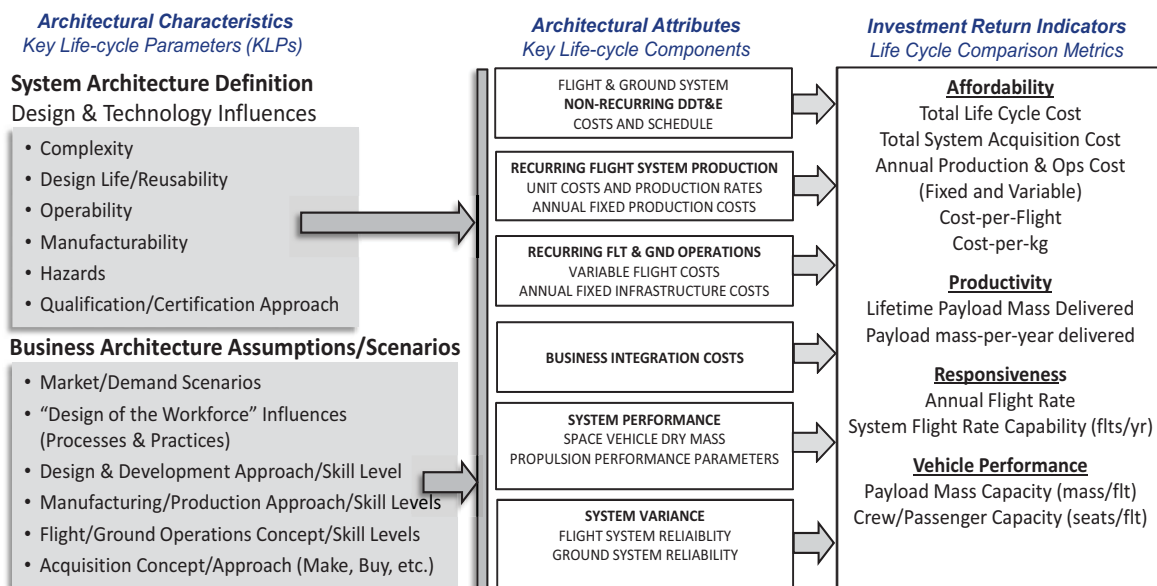 Architectural Characteristics
Key Life-cycle Parameters (KLPs)
System Architecture Definition
Design & Technology Influences
• Complexity
• Design Life/Reusability
• Operability
• Manufacturability
• Hazards
• Qualification/Certification Approach
Business Architecture Assumptions/Scenarios
• Market/Demand Scenarios
• “Design of the Workforce” Influences
(Processes & Practices)
• Design & Development Approach/Skill Level
• Manufacturing/Production Approach/Skill Levels
• Flight/Ground Operations Concept/Skill Levels
• Acquisition Concept/Approach (Make, Buy, etc.)
Architectural Attributes
Key Life-cycle Components
FLIGHT & GROUND SYSTEM
NON-RECURRING DDT&E
COSTS AND SCHEDULE
RECURRING FLIGHT SYSTEM PRODUCTION
UNIT COSTS AND PRODUCTION RATES
ANNUAL FIXED PRODUCTION COSTS
RECURRING FLT & GND OPERATIONS
VARIABLE FLIGHT COSTS
ANNUAL FIXED INFRASTRUCTURE COSTS
BUSINESS INTEGRATION COSTS
SYSTEM PERFORMANCE
SPACE VEHICLE DRY MASS
PROPULSION PERFORMANCE PARAMETERS
SYSTEM VARIANCE
FLIGHT SYSTEM RELIAIBLTY
GROUND SYSTEM RELIABLITY
Investment Return Indicators
Life Cycle Comparison Metrics
Affordability
Total Life Cycle Cost
Total System Acquisition Cost
Annual Production & Ops Cost
(Fixed and Variable)
Cost-per-Flight
Cost-per-kg
Productivity
Lifetime Payload Mass Delivered
Payload mass-per-year delivered
Responsiveness
Annual Flight Rate
System Flight Rate Capability (flts/yr)
Vehicle Performance
Payload Mass Capacity (mass/flt)
Crew/Passenger Capacity (seats/flt)